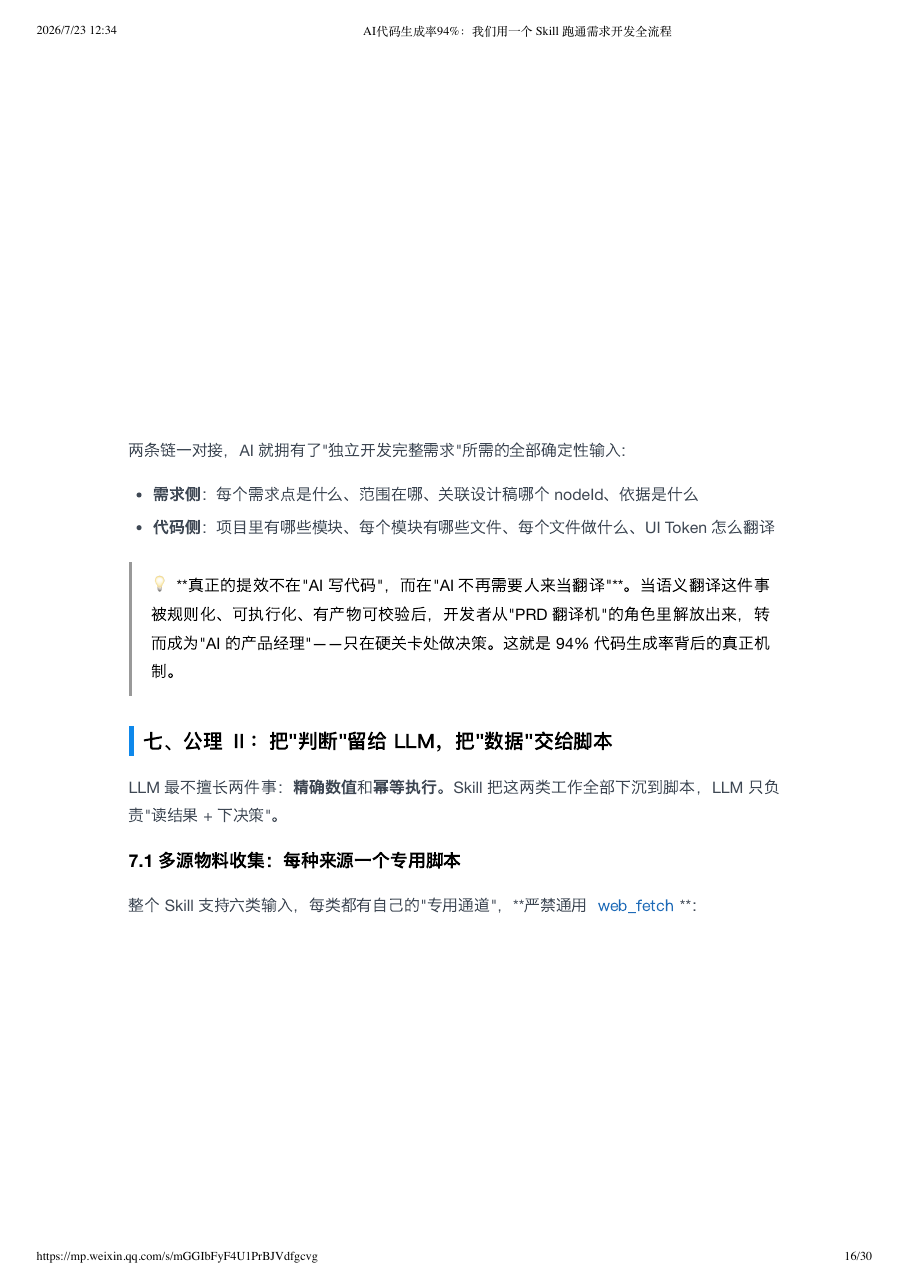 2026/7/23 12:34
AI代码生成率94%：我们用一个 Skill 跑通需求开发全流程
两条链一对接，AI 就拥有了"独立开发完整需求"所需的全部确定性输入：
• 需求侧：每个需求点是什么、范围在哪、关联设计稿哪个 nodeId、依据是什么
• 代码侧：项目里有哪些模块、每个模块有哪些文件、每个文件做什么、UI Token 怎么翻译
💡 **真正的提效不在"AI 写代码"，而在"AI 不再需要人来当翻译"**。当语义翻译这件事
被规则化、可执行化、有产物可校验后，开发者从"PRD 翻译机"的角色里解放出来，转
而成为"AI 的产品经理"——只在硬关卡处做决策。这就是 94% 代码生成率背后的真正机
制。
七、公理 II：把"判断"留给 LLM，把"数据"交给脚本
LLM 最不擅长两件事：精确数值和幂等执行。Skill 把这两类工作全部下沉到脚本，LLM 只负
责"读结果 + 下决策"。
7.1 多源物料收集：每种来源一个专用脚本
整个 Skill 支持六类输入，每类都有自己的"专用通道"，**严禁通用 web_fetch **：
https://mp.weixin.qq.com/s/mGGIbFyF4U1PrBJVdfgcvg
16/30